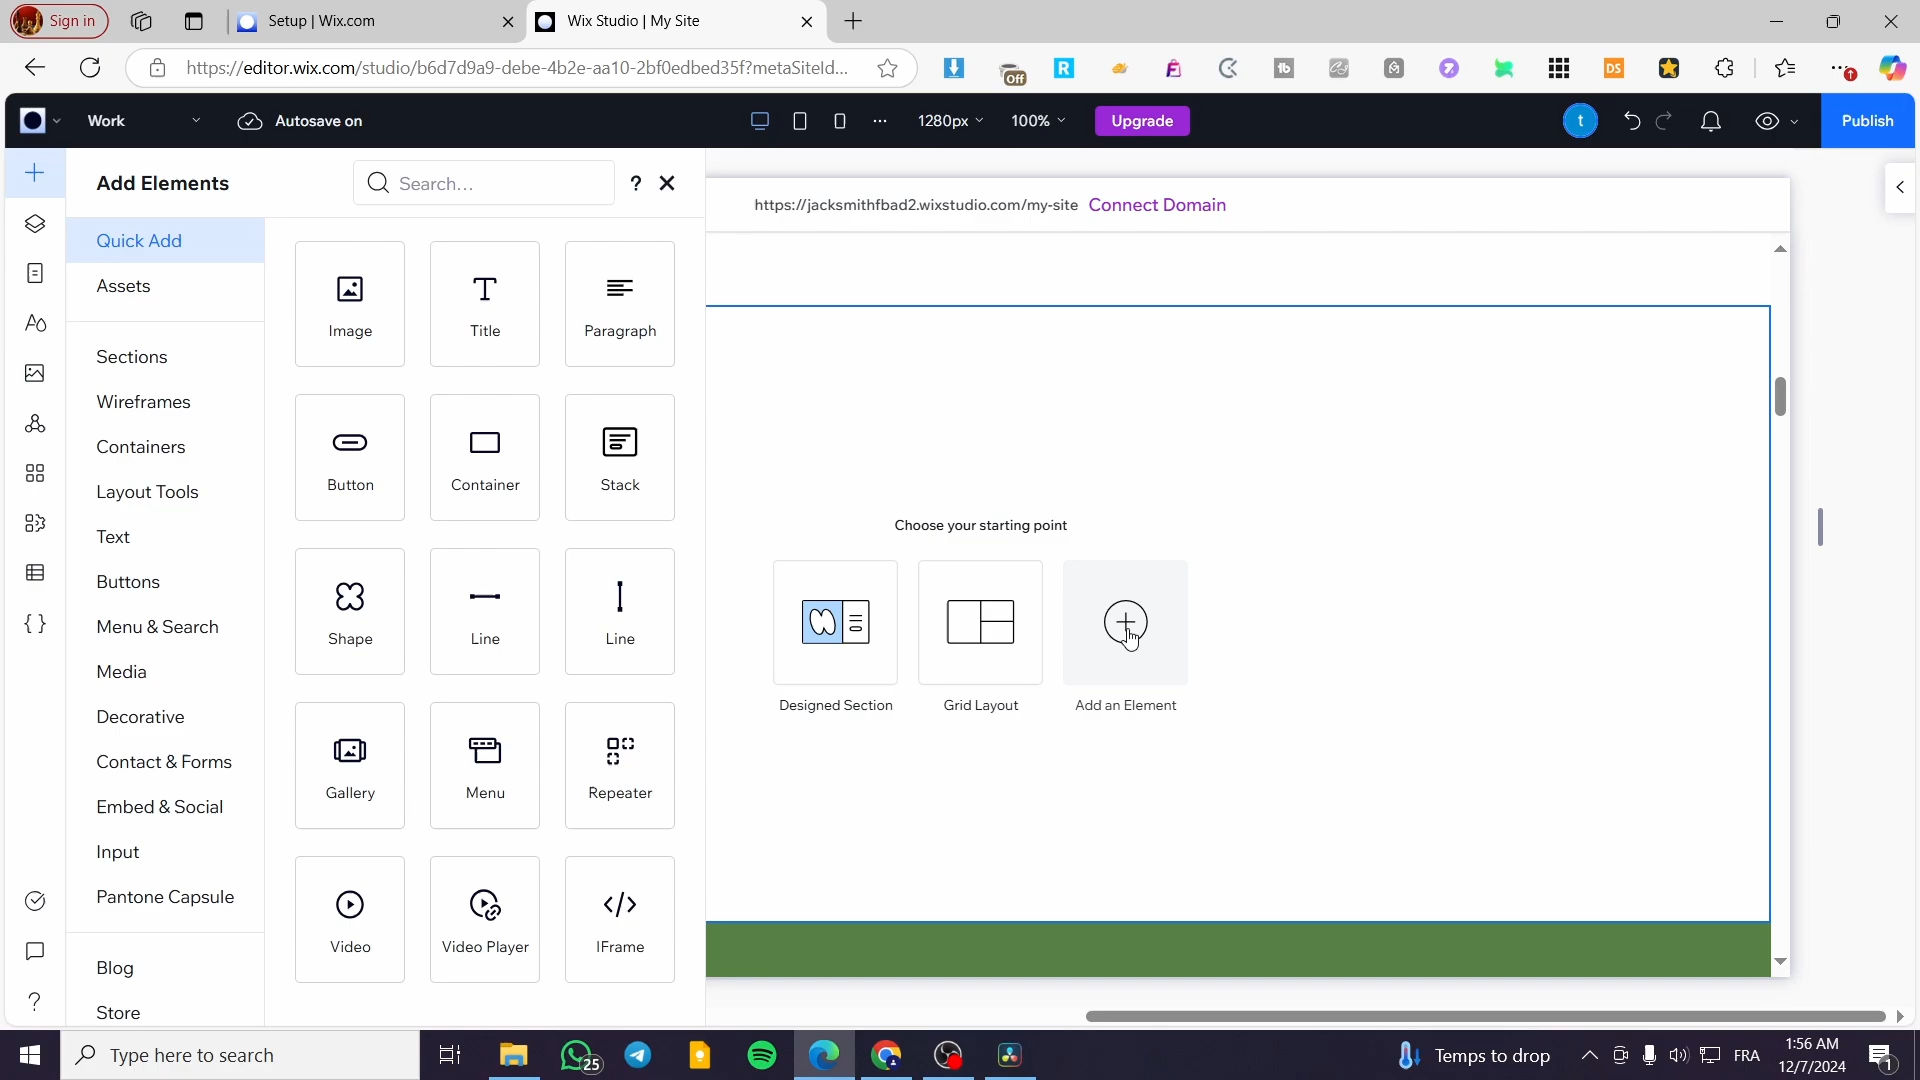 Sign in
Setup | Wix.com
Wix Studio | My Site
https://editor.wix.com/studio/b6d7d9a9-debe-4b2e-aa10-2bf0edbed35f?metaSiteId...
Off
R
tb
DS
Work
Autosave on
1280px
100%
Upgrade
t
Publish
Add Elements
Search...
?
https://jacksmithfbad2.wixstudio.com/my-site
Connect Domain
Quick Add
Assets
Sections
Wireframes
Containers
Layout Tools
Text
Buttons
Menu & Search
Media
Decorative
Contact & Forms
Embed & Social
Input
Pantone Capsule
Blog
Store
Image
Title
Paragraph
Button
Container
Stack
Shape
Line
Line
Gallery
Menu
Repeater
Video
Video Player
IFrame
Choose your starting point
Designed Section
Grid Layout
Add an Element
Type here to search
25
Temps to drop
FRA
1:56 AM
12/7/2024
1